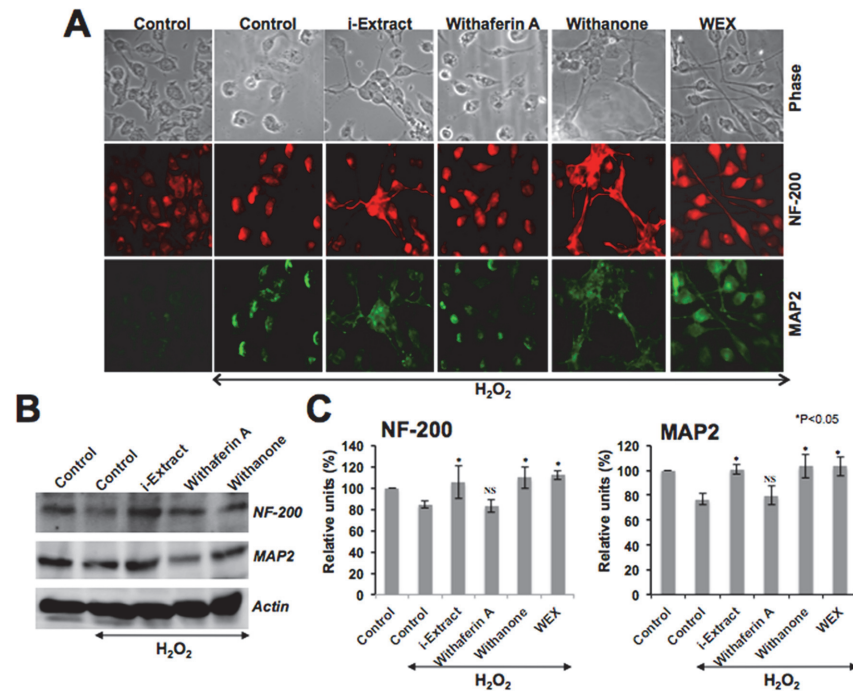 A
Control Control i-Extract Withaferin A Withanone WEX
Phase
NF-200
MAP2
H₂O₂
B
Control Control i-Extract Withaferin A Withanone
NF-200
MAP2
Actin
H₂O₂
C
NF-200
Relative units (%)
140
120
100
80
60
40
20
0
* NS * *
Control Control i-Extract Withaferin A Withanone WEX
H₂O₂
MAP2
*P<0.05
Relative units (%)
120
100
80
60
40
20
0
* NS * *
Control Control i-Extract Withaferin A Withanone WEX
H₂O₂